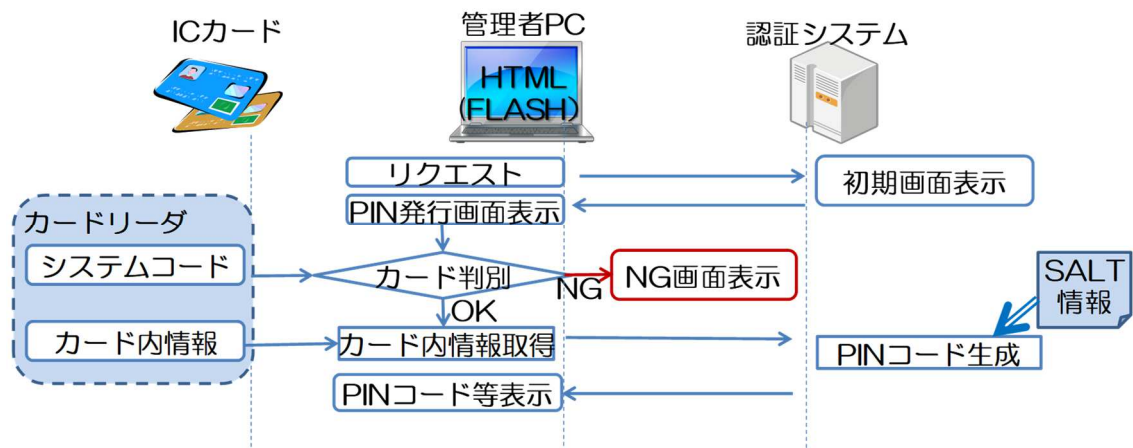 ICカード
管理者PC
認証システム
HTML
(FLASH)
リクエスト
初期画面表示
カードリーダ
PIN発行画面表示
システムコード
カード判別
NG
NG画面表示
SALT
情報
OK
カード内情報
カード内情報取得
PINコード生成
PINコード等表示